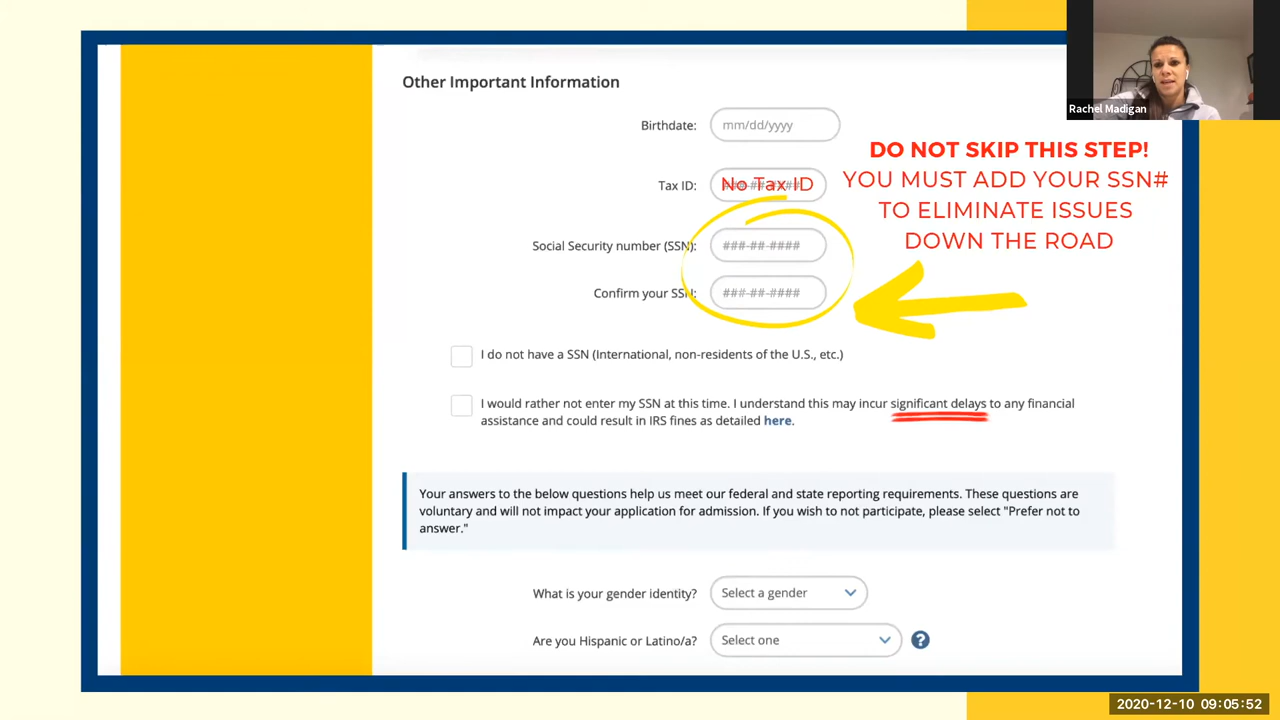 Other Important Information
Rachel Madigan
Birthdate: mm/dd/yyyy
DO NOT SKIP THIS STEP!
YOU MUST ADD YOUR SSN#
TO ELIMINATE ISSUES
DOWN THE ROAD
Tax ID: No Tax ID
Social Security number (SSN): ###-##-####
Confirm your SSN: ###-##-####
I do not have a SSN (International, non-residents of the U.S., etc.)
I would rather not enter my SSN at this time. I understand this may incur significant delays to any financial
assistance and could result in IRS fines as detailed here.
Your answers to the below questions help us meet our federal and state reporting requirements. These questions are
voluntary and will not impact your application for admission. If you wish to not participate, please select "Prefer not to
answer."
What is your gender identity? Select a gender
Are you Hispanic or Latino/a? Select one ?
2020-12-10 09:05:52